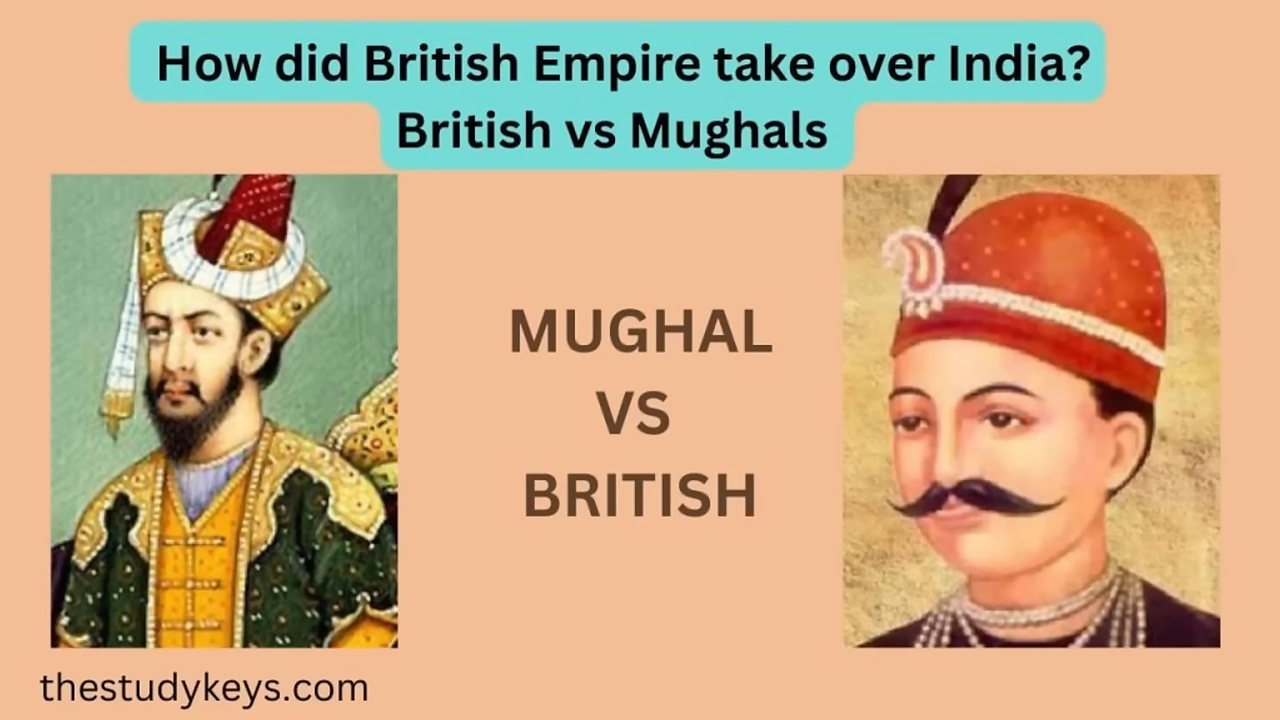 How did British Empire take over India?
British vs Mughals
MUGHAL
VS
BRITISH
thestudykeys.com